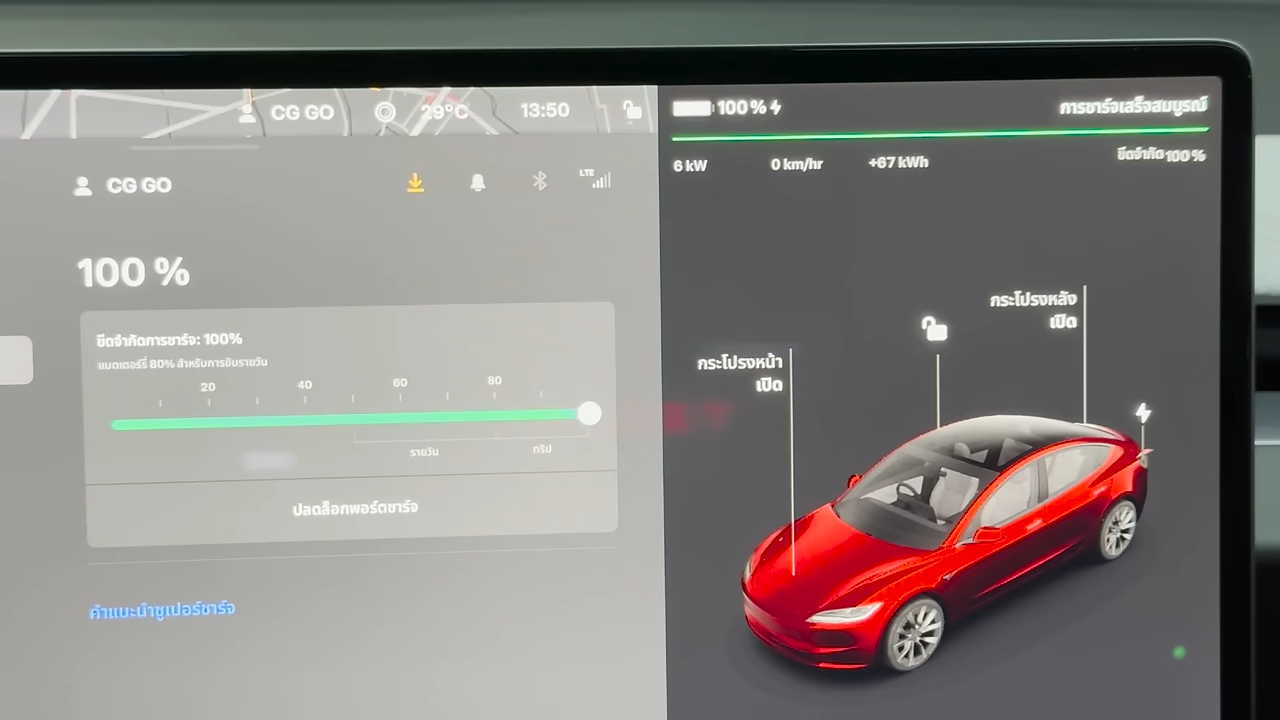 CG GO
29°C
13:50
100 %
การชาร์จเสร็จสมบูรณ์
6 kW
0 km/hr
+67 kWh
ขีดจำกัด 100 %
CG GO
LTE
100 %
ขีดจำกัดการชาร์จ: 100%
แบตเตอร์รี่ 80% สำหรับการขับรายวัน
20
40
60
80
รายวัน
ทริป
ปลดล็อกพอร์ตชาร์จ
คำแนะนำซูเปอร์ชาร์จ
กระโปรงหลัง
เปิด
กระโปรงหน้า
เปิด